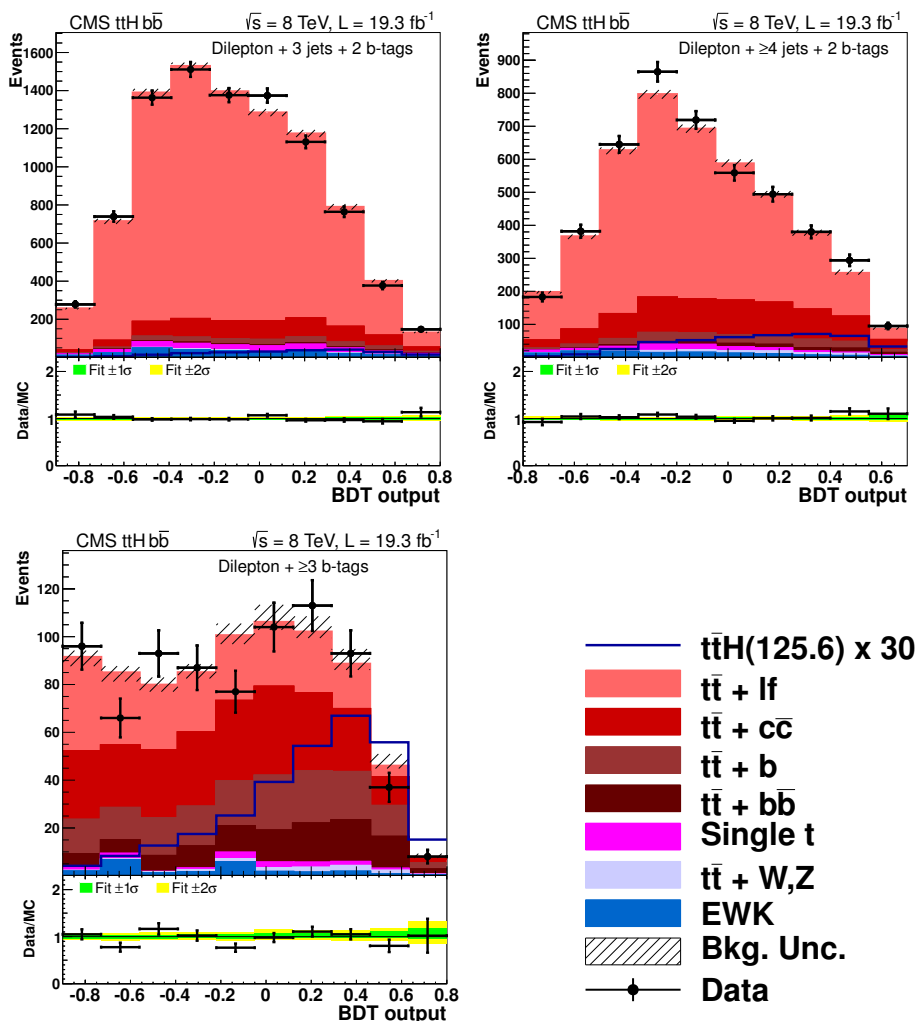 CMS ttH bb̅ √s = 8 TeV, L = 19.3 fb⁻¹
Dilepton + 3 jets + 2 b-tags
Events
1600
1400
1200
1000
800
600
400
200
Fit ±1σ Fit ±2σ
Data/MC
2
1
0
-0.8 -0.6 -0.4 -0.2 0 0.2 0.4 0.6 0.8
BDT output
CMS ttH bb̅ √s = 8 TeV, L = 19.3 fb⁻¹
Dilepton + ≥4 jets + 2 b-tags
Events
900
800
700
600
500
400
300
200
100
Fit ±1σ Fit ±2σ
Data/MC
2
1
0
-0.8 -0.6 -0.4 -0.2 0 0.2 0.4 0.6
BDT output
CMS ttH bb̅ √s = 8 TeV, L = 19.3 fb⁻¹
Dilepton + ≥3 b-tags
Events
120
100
80
60
40
20
Fit ±1σ Fit ±2σ
Data/MC
2
1
0
-0.8 -0.6 -0.4 -0.2 0 0.2 0.4 0.6 0.8
BDT output
tt̅H(125.6) x 30
tt̅ + lf
tt̅ + cc̅
tt̅ + b
tt̅ + bb̅
Single t
tt̅ + W,Z
EWK
Bkg. Unc.
Data